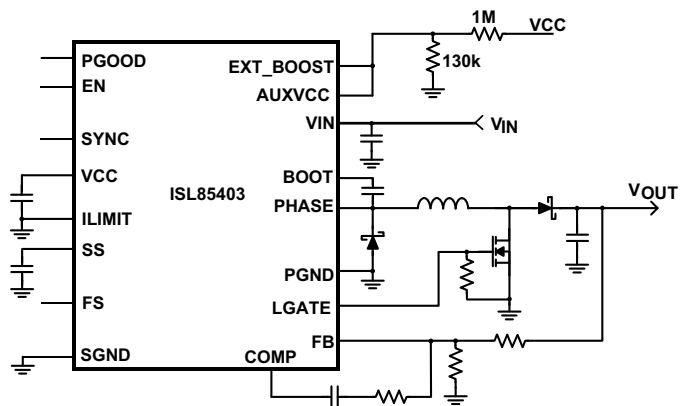 1M
VCC
130k
PGOOD
EN
SYNC
VCC
ILIMIT
SS
FS
SGND
ISL85403
EXT_BOOST
AUXVCC
VIN
BOOT
PHASE
PGND
LGATE
FB
COMP
VIN
VOUT